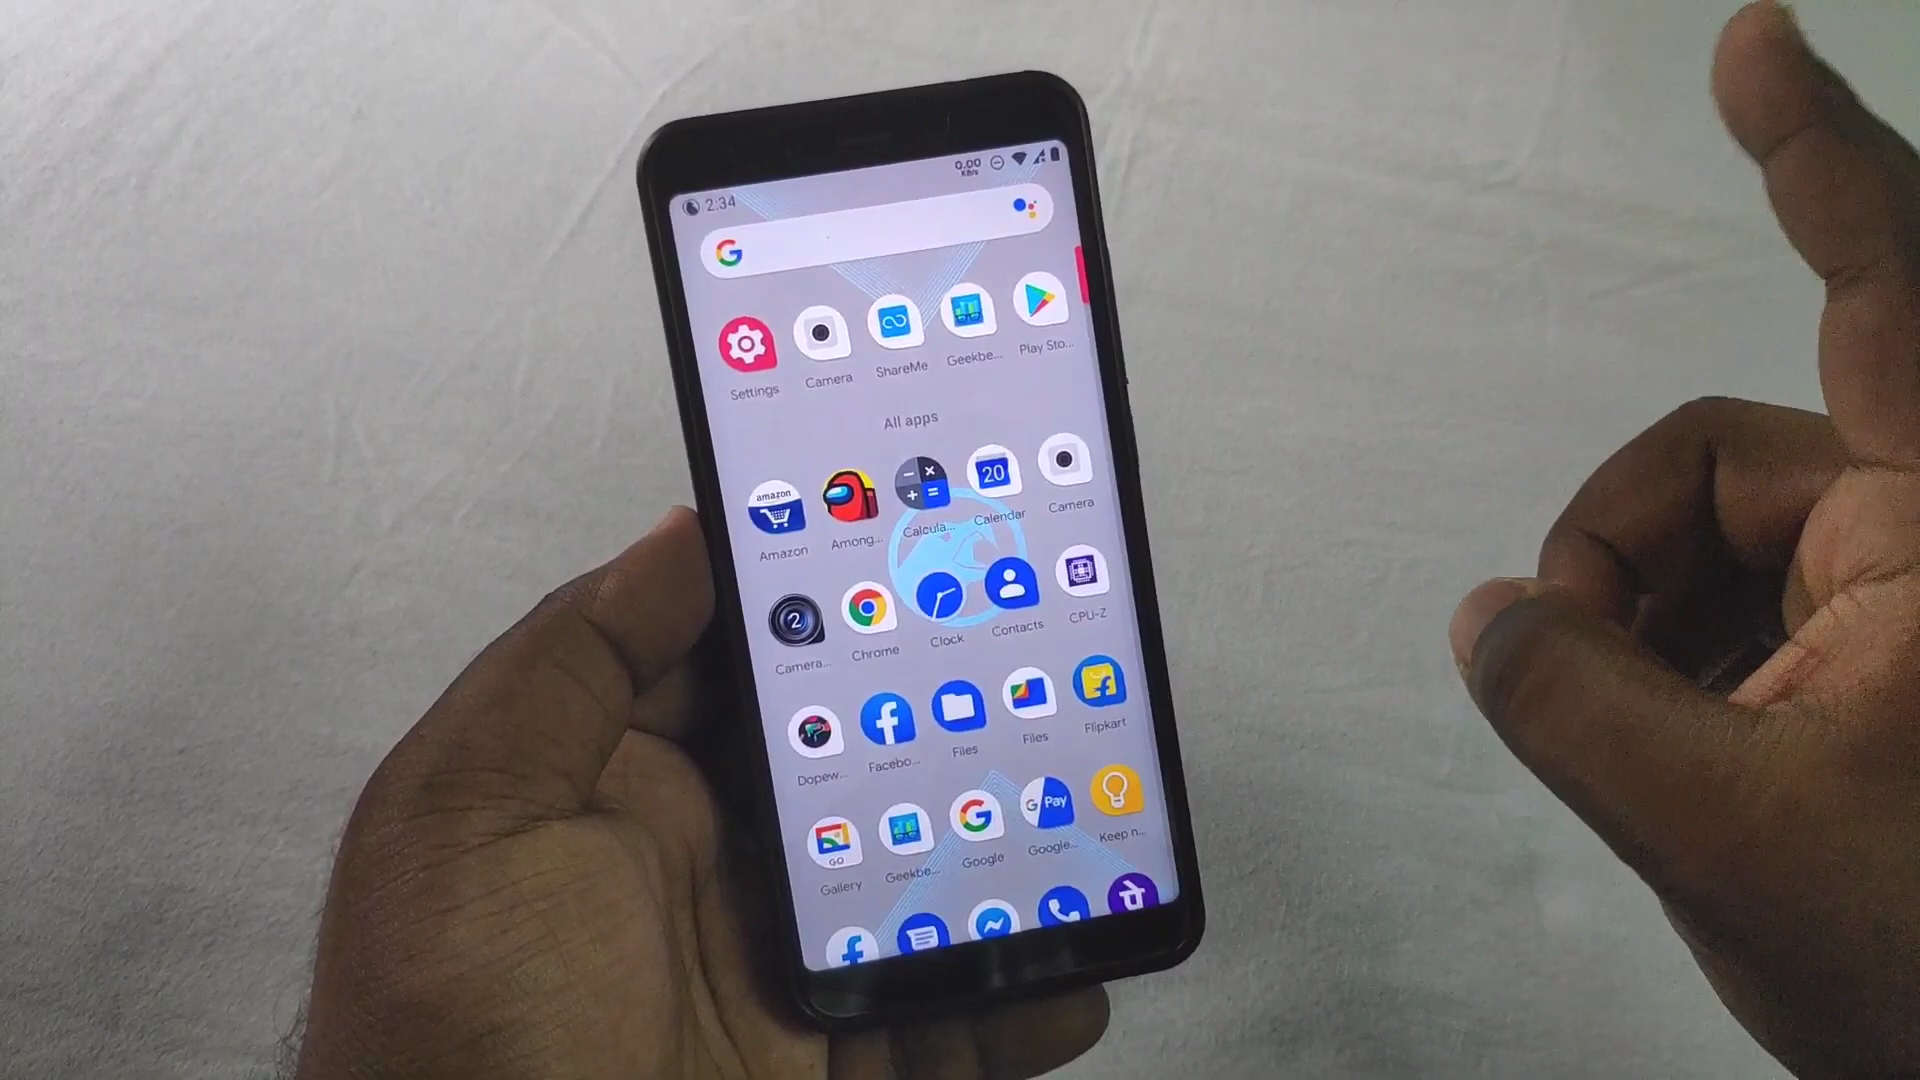 0.00
KB/s
2:34
Settings
Camera
ShareMe
Geekbe...
Play Sto...
All apps
amazon
20
Amazon
Among...
Calcula...
Calendar
Camera
2
Camera...
Chrome
Clock
Contacts
CPU-Z
Dopew...
Facebo...
Files
Files
Flipkart
GO
G Pay
Gallery
Geekbe...
Google
Google...
Keep n...
पे